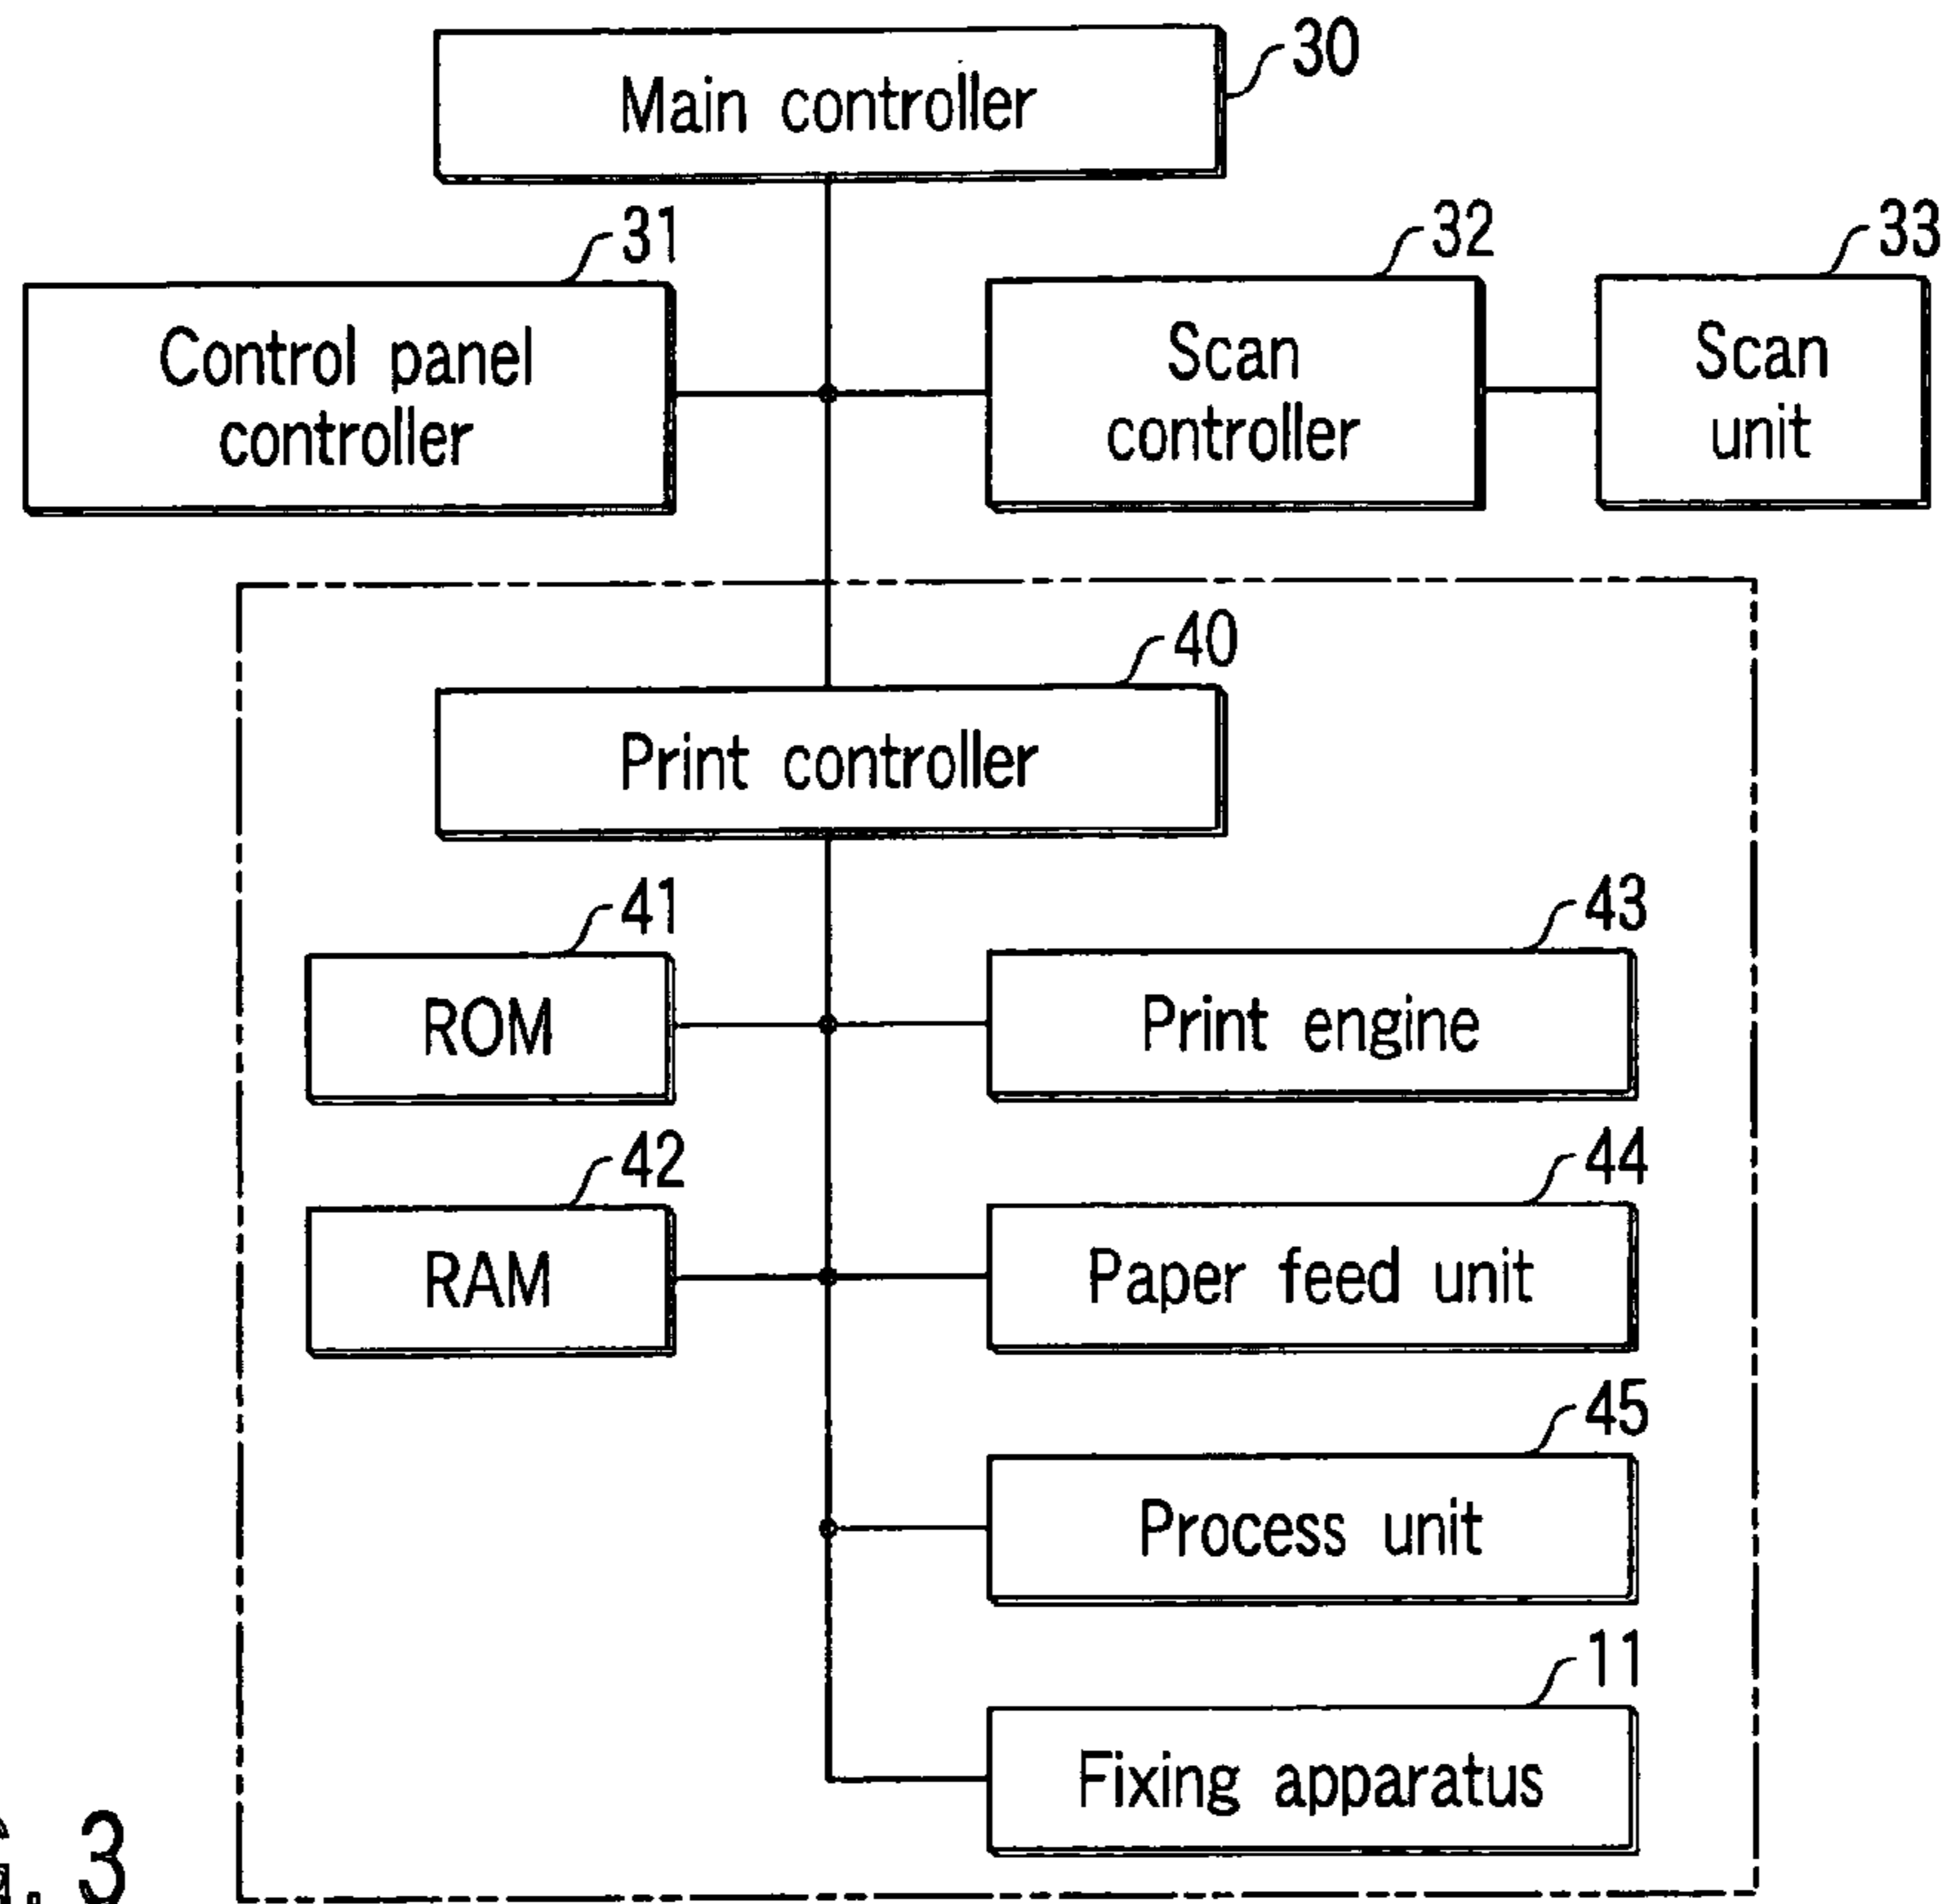 Main controller
30
31
Control panel
controller
32
Scan
controller
33
Scan
unit
40
Print controller
41
ROM
43
Print engine
42
RAM
44
Paper feed unit
45
Process unit
11
Fixing apparatus
3